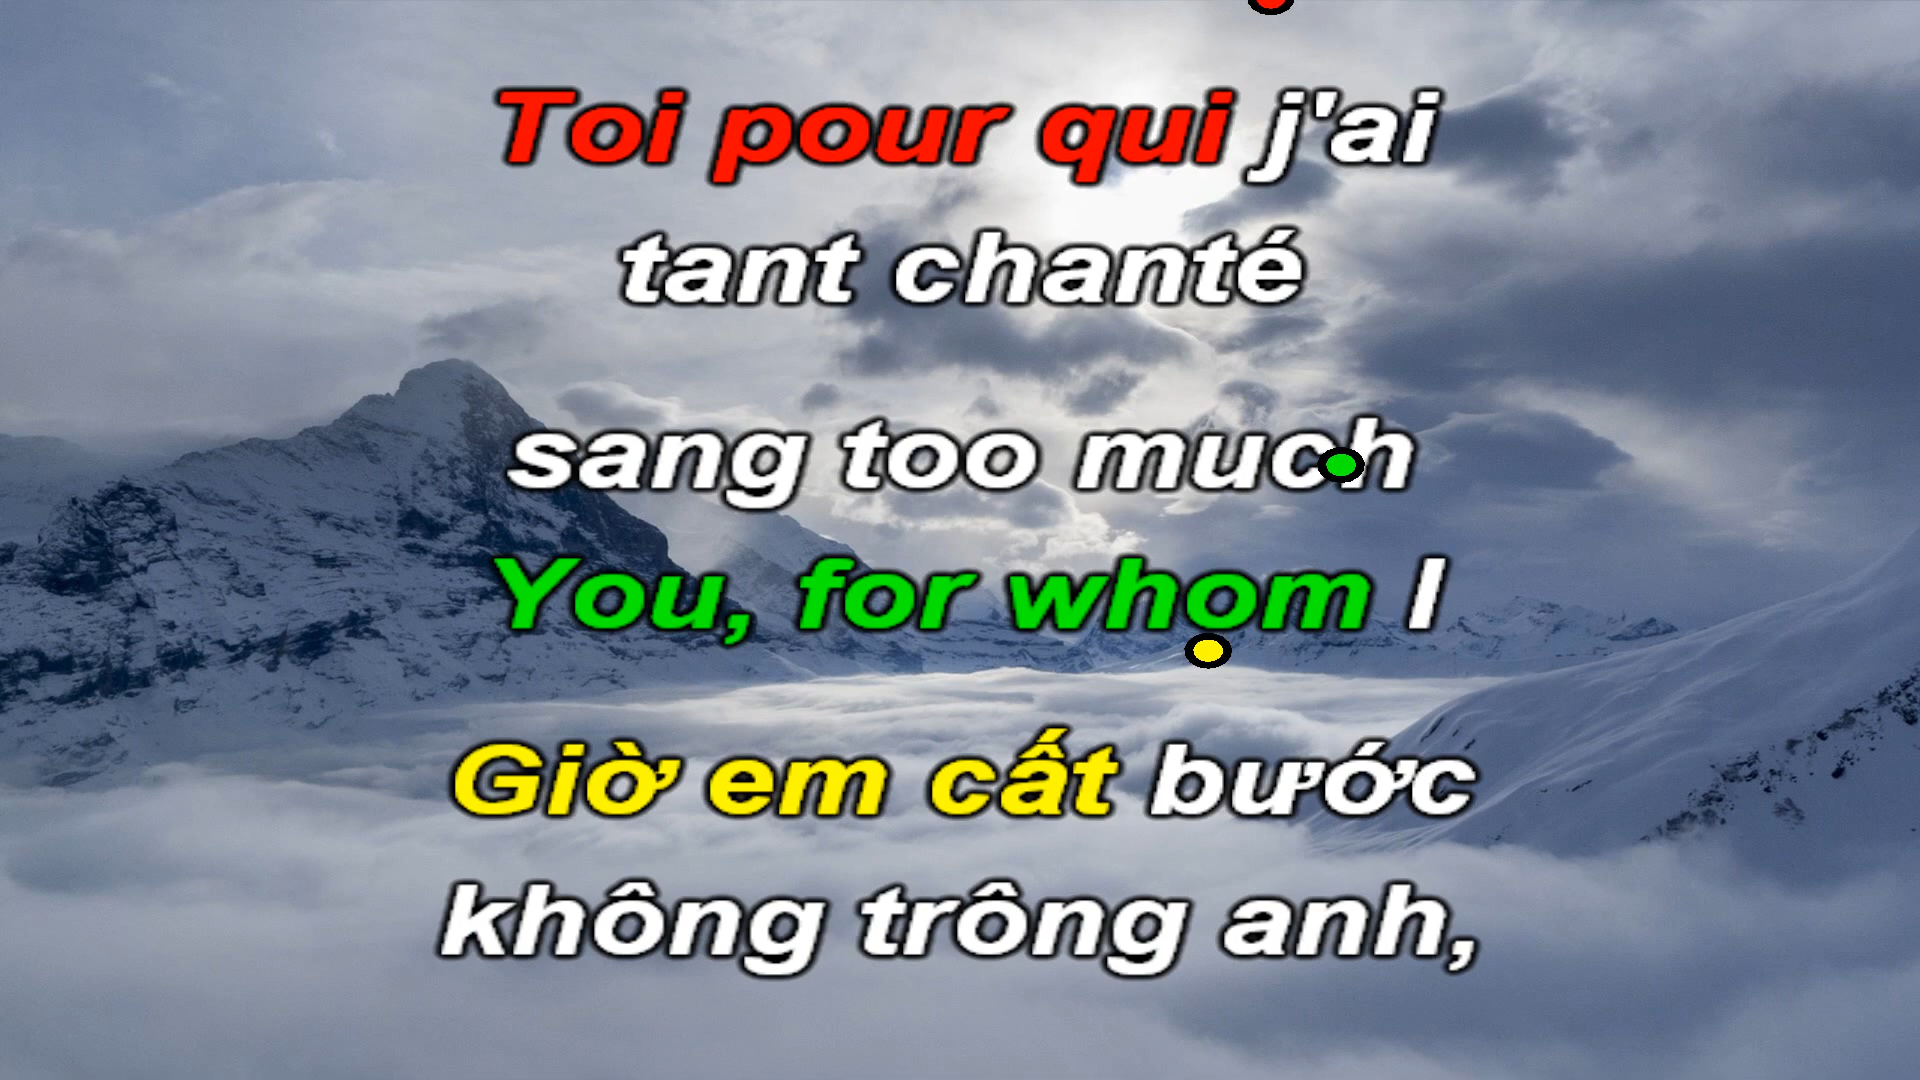 Toi pour qui j'ai
tant chanté
sang too much
You, for whom I
Giờ em cất bước
không trông anh,